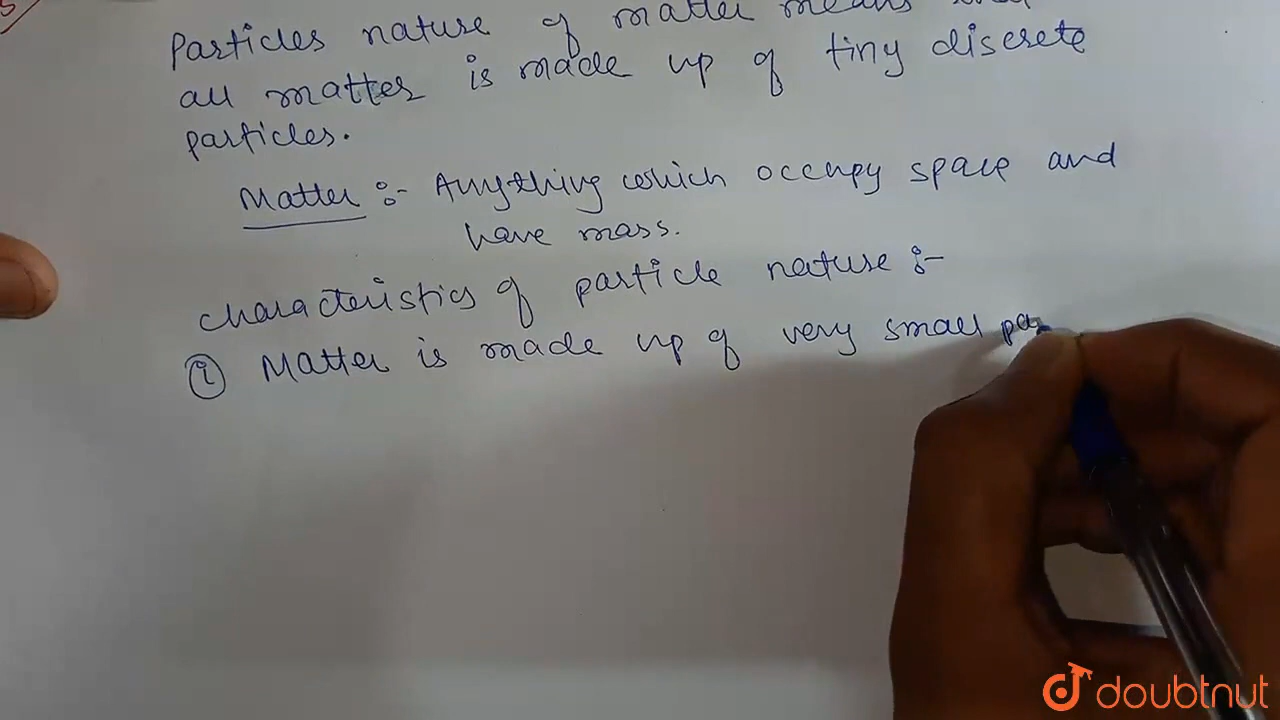 Particles nature of matter means
all matter is made up of tiny discrete
particles.
Matter :- Anything which occupy space and
have mass.
characteristics of particle nature :-
(i) Matter is made up of very small pa
doubtnut